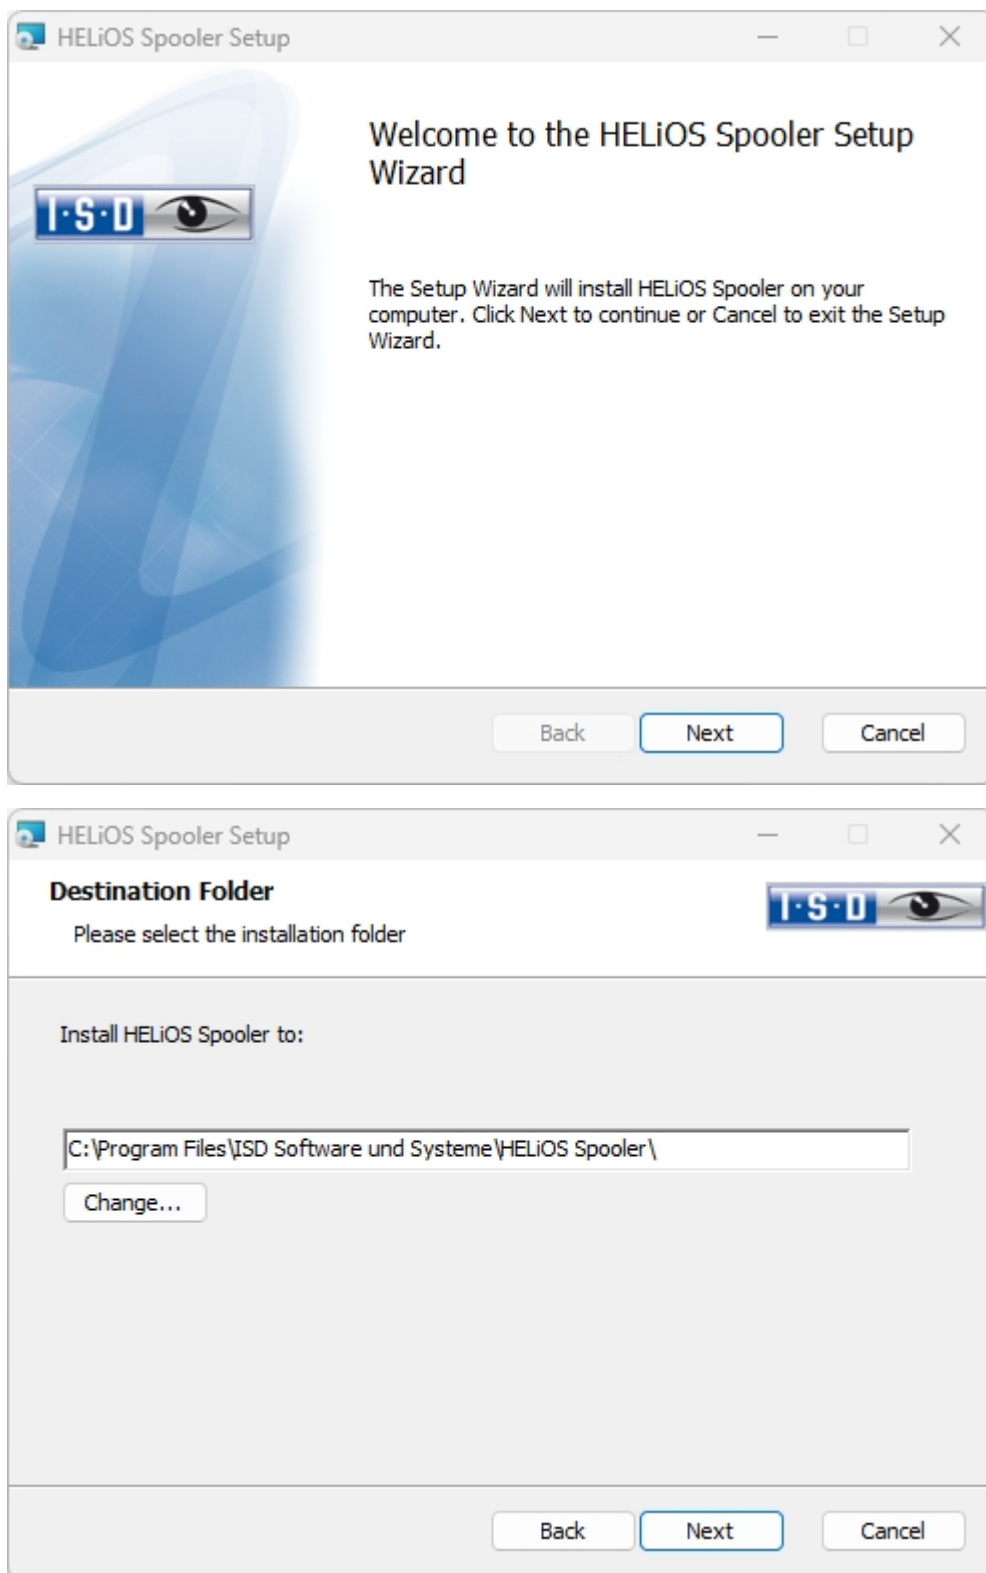 HELiOS Spooler Setup
Welcome to the HELiOS Spooler Setup
Wizard
I·S·D
The Setup Wizard will install HELiOS Spooler on your
computer. Click Next to continue or Cancel to exit the Setup
Wizard.
Back Next Cancel
HELiOS Spooler Setup
Destination Folder
I·S·D
Please select the installation folder
Install HELiOS Spooler to:
C:\Program Files\ISD Software und Systeme\HELiOS Spooler\
Change...
Back Next Cancel